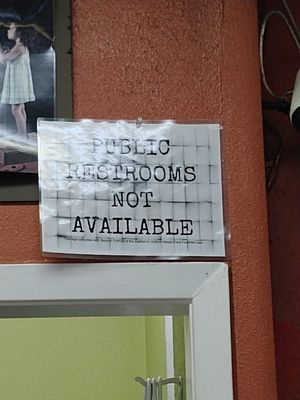 PUBLIC
RESTROOMS
NOT
AVAILABLE